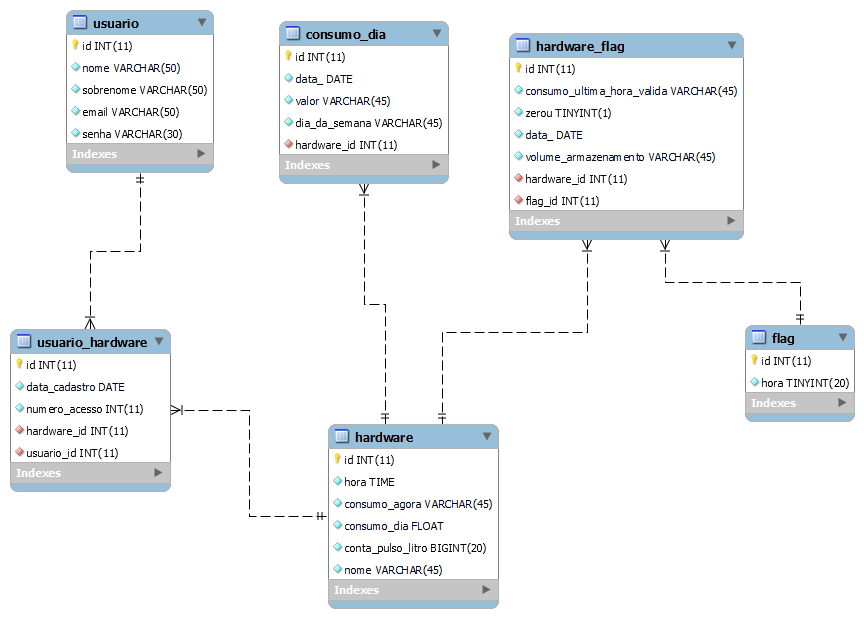 usuario
id INT(11)
nome VARCHAR(50)
sobrenome VARCHAR(50)
email VARCHAR(50)
senha VARCHAR(30)
Indexes
consumo_dia
id INT(11)
data_ DATE
valor VARCHAR(45)
dia_da_semana VARCHAR(45)
hardware_id INT(11)
Indexes
hardware_flag
id INT(11)
consumo_ultima_hora_valida VARCHAR(45)
zerou TINYINT(1)
data_ DATE
volume_armazenamento VARCHAR(45)
hardware_id INT(11)
flag_id INT(11)
Indexes
usuario_hardware
id INT(11)
data_cadastro DATE
numero_acesso INT(11)
hardware_id INT(11)
usuario_id INT(11)
Indexes
flag
id INT(11)
hora TINYINT(20)
Indexes
hardware
id INT(11)
hora TIME
consumo_agora VARCHAR(45)
consumo_dia FLOAT
conta_pulso_litro BIGINT(20)
nome VARCHAR(45)
Indexes